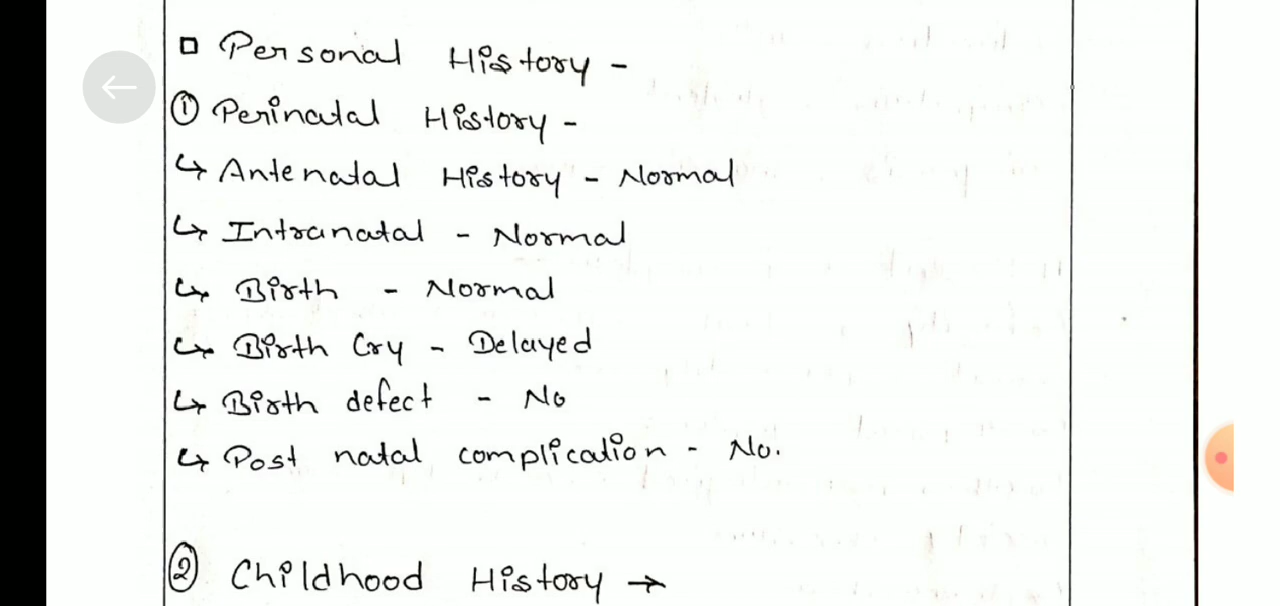 □ Personal History -
① Perinatal History -
↳ Antenatal History - Normal
↳ Intranatal - Normal
↳ Birth - Normal
↳ Birth Cry - Delayed
↳ Birth defect - No
↳ Post natal complication - No.
② Childhood History →